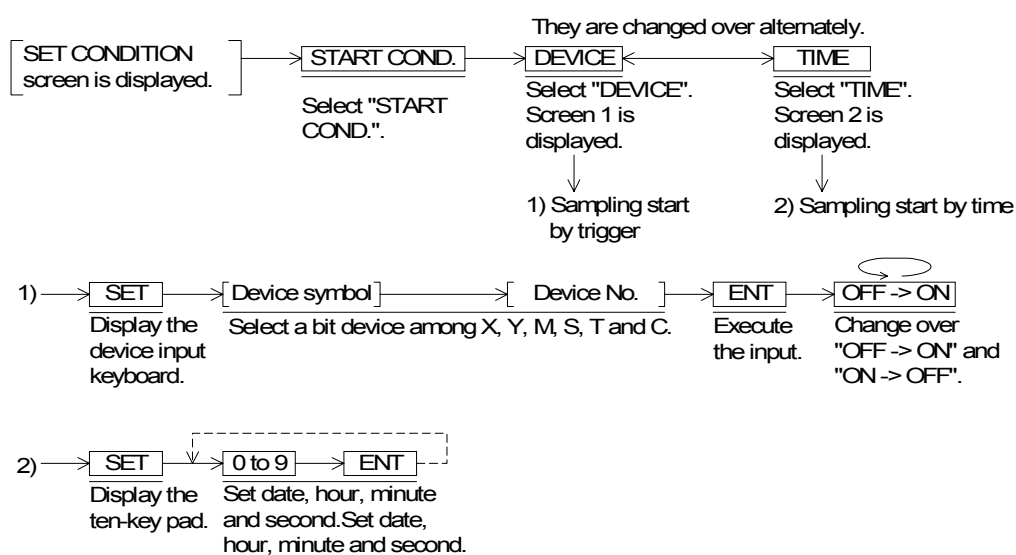 They are changed over alternately.
SET CONDITION
screen is displayed.
START COND.
DEVICE
TIME
Select "START
COND.".
Select "DEVICE".
Screen 1 is
displayed.
Select "TIME".
Screen 2 is
displayed.
1) Sampling start
by trigger
2) Sampling start by time
1)
SET
Device symbol
Device No.
ENT
OFF -> ON
Display the
device input
keyboard.
Select a bit device among X, Y, M, S, T and C.
Execute
the input.
Change over
"OFF -> ON" and
"ON -> OFF".
2)
SET
0 to 9
ENT
Display the
ten-key pad.
Set date, hour, minute
and second.Set date,
hour, minute and second.